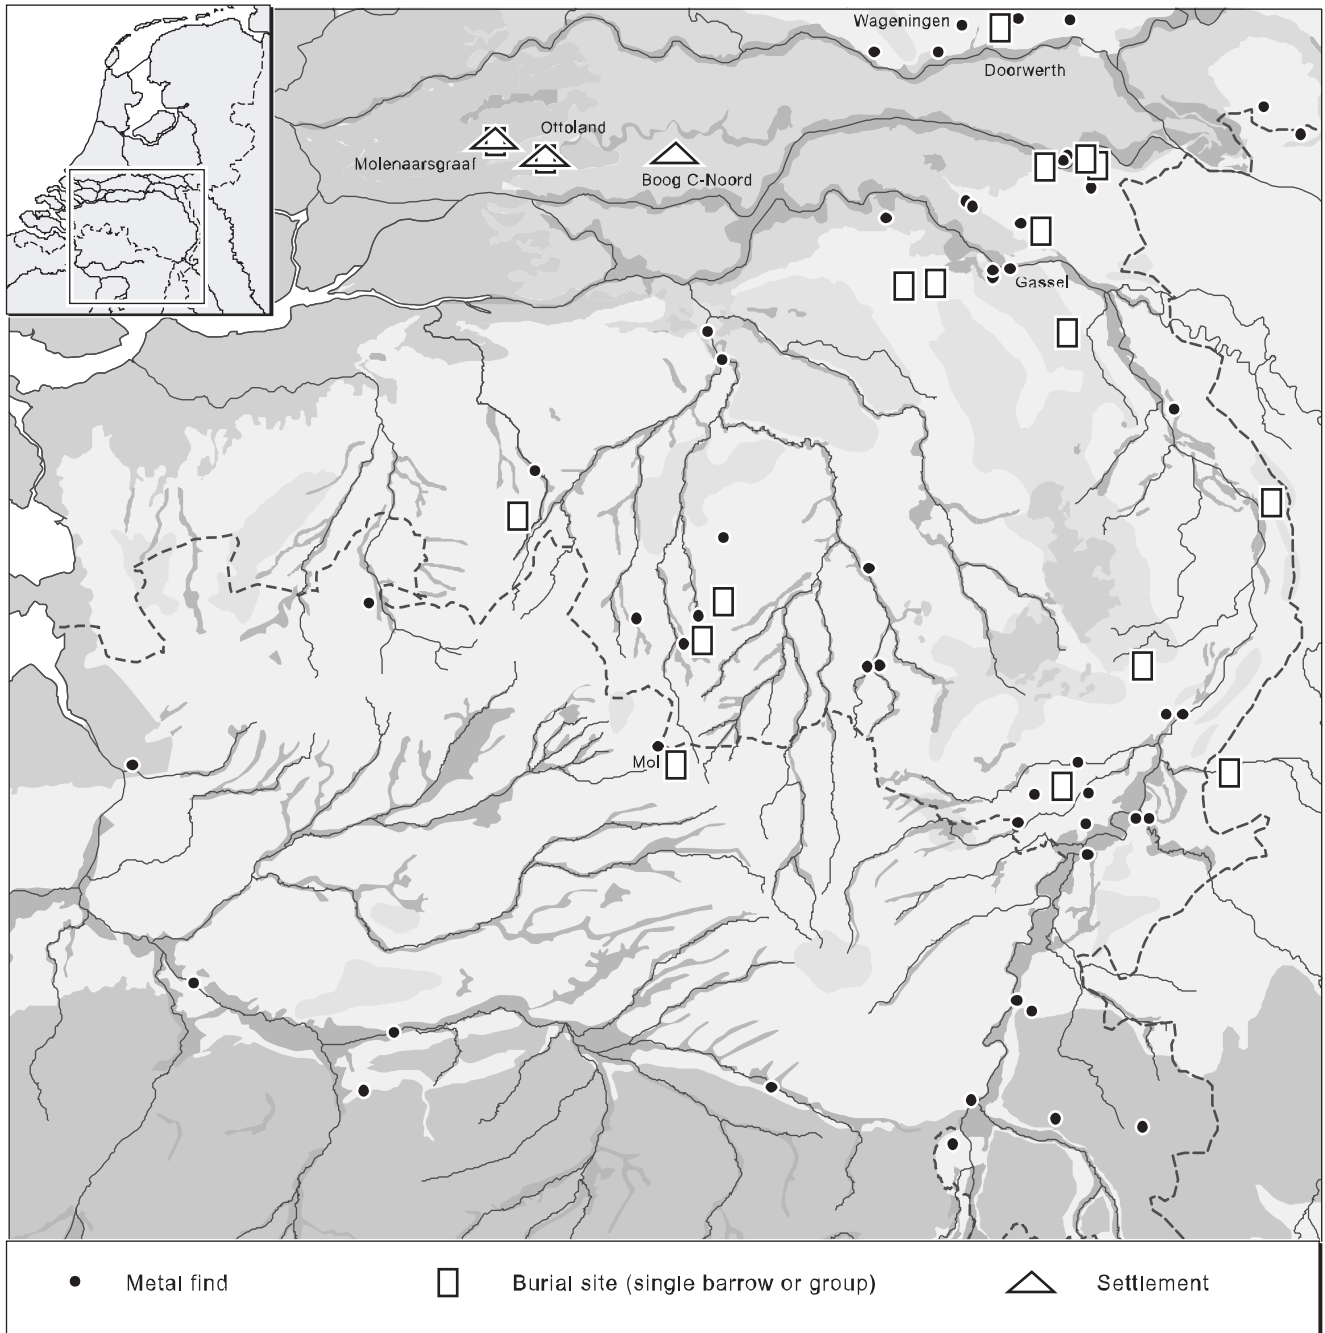 Wageningen
Doorwerth
Ottoland
Molenaarsgraaf
Boog C-Noord
Gassel
Mol
Metal find
Burial site (single barrow or group)
Settlement